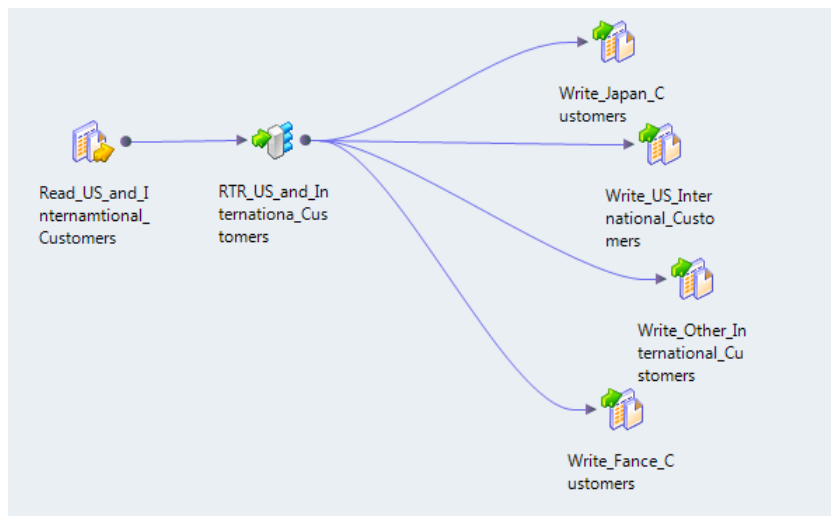 Write_Japan_C
ustomers
Read_US_and_I
nternamtional_
Customers
RTR_US_and_In
ternationa_Cus
tomers
Write_US_Inter
national_Custo
mers
Write_Other_In
ternational_Cu
stomers
Write_Fance_C
ustomers